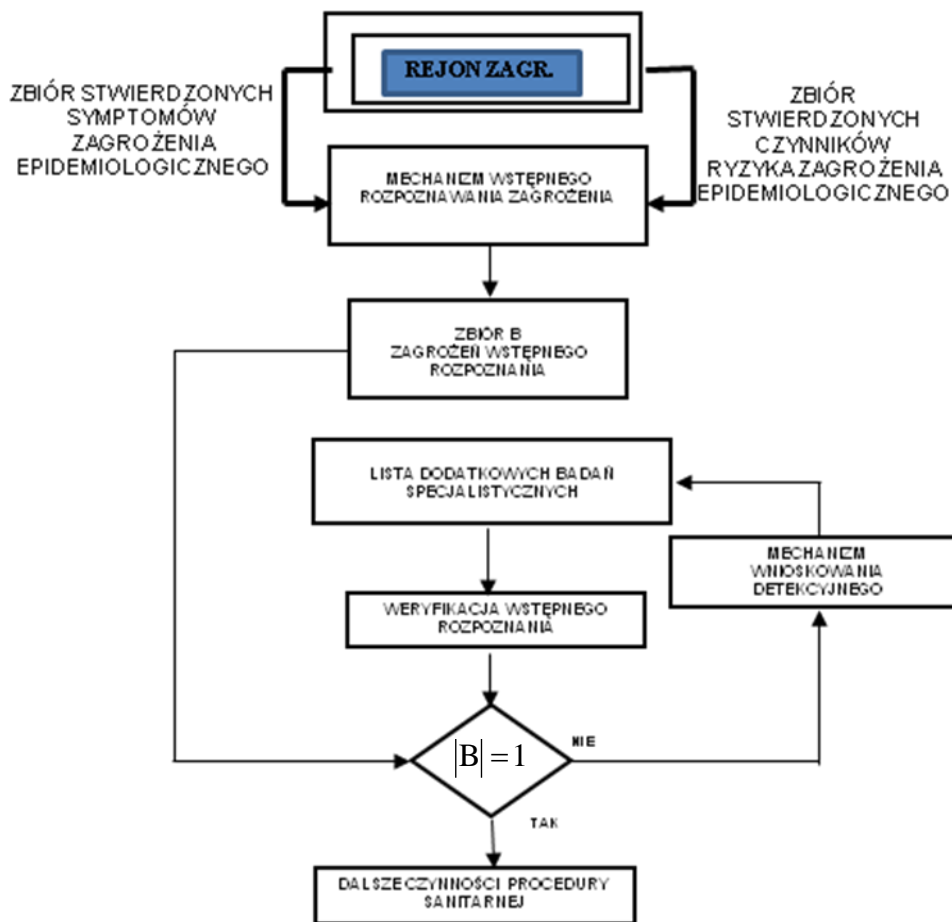 REJON ZAGR.
ZBIÓR STWIERDZONYCH
SYMPTOMÓW
ZAGROŻENIA
EPIDEMIOLOGICZNEGO
ZBIÓR
STWIERDZONYCH
CZYNNIKÓW
RYZYKA ZAGROŻENIA
EPIDEMIOLOGICZNEGO
MECHANIZM WSTĘPNEGO
ROZPOZNAWANIA ZAGROŻENIA
ZBIÓR B
ZAGROŻEŃ WSTĘPNEGO
ROZPOZNANIA
LISTA DODATKOWYCH BADAŃ
SPECJALISTYCZNYCH
MECHANIZM
WNIOSKOWANIA
DETEKCYJNEGO
WERYFIKACJA WSTĘPNEGO
ROZPOZNANIA
|B| = 1
NIE
TAK
DALSZE CZYNNOŚCI PROCEDURY
SANITARNEJ